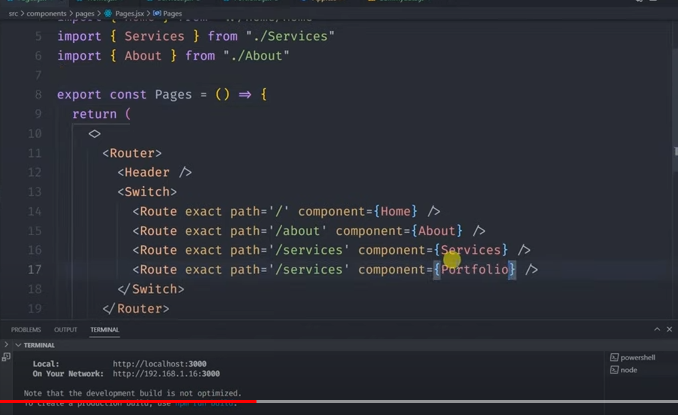 src > components > pages > Pages.jsx > Pages
5 import { Services } from "./Services"
6 import { About } from "./About"
7
8 export const Pages = () => {
9 return (
10 <>
11 <Router>
12 <Header />
13 <Switch>
14 <Route exact path='/' component={Home} />
15 <Route exact path='/about' component={About} />
16 <Route exact path='/services' component={Services} />
17 <Route exact path='/services' component={Portfolio} />
18 </Switch>
19 </Router>
PROBLEMS OUTPUT TERMINAL
TERMINAL
Local: http://localhost:3000
On Your Network: http://192.168.1.16:3000
Note that the development build is not optimized.
To create a production build, use npm run build.
powershell
node